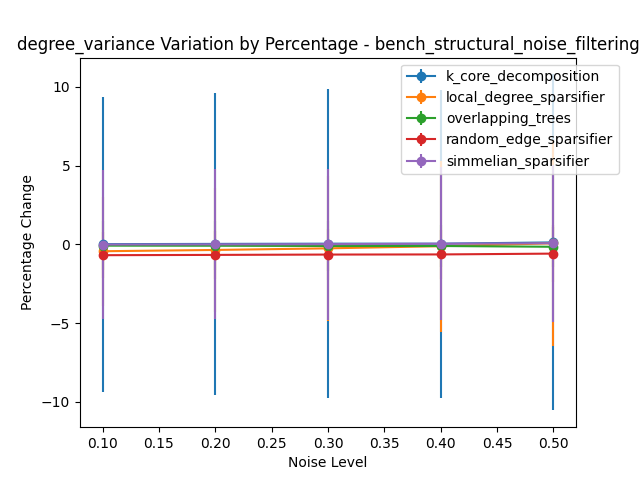 degree_variance Variation by Percentage - bench_structural_noise_filtering
k_core_decomposition
local_degree_sparsifier
overlapping_trees
random_edge_sparsifier
simmelian_sparsifier
Percentage Change
10
5
0
−5
−10
0.10 0.15 0.20 0.25 0.30 0.35 0.40 0.45 0.50
Noise Level